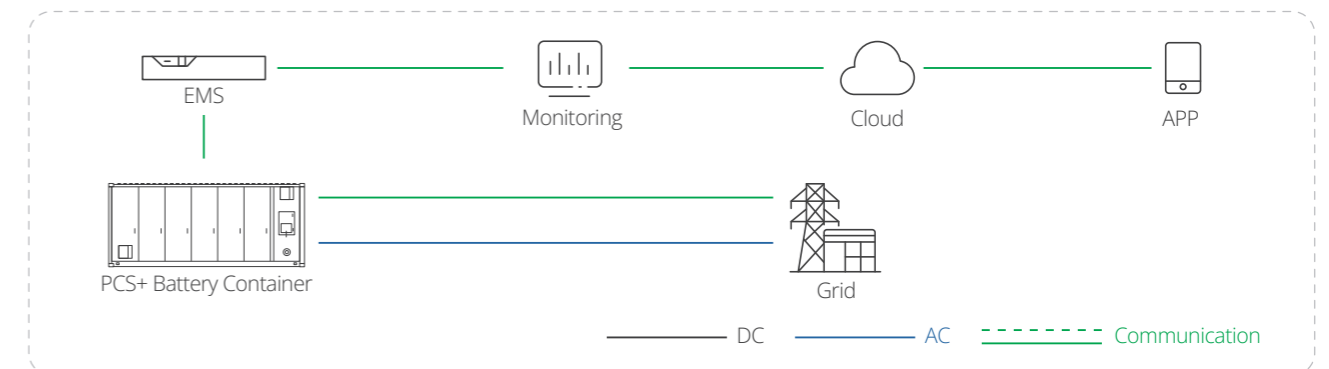 EMS
Monitoring
Cloud
APP
PCS+ Battery Container
Grid
DC
AC
Communication